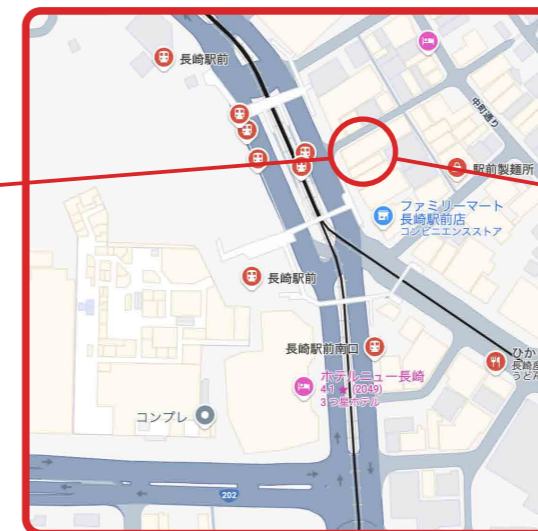 長崎駅前
中町通り
駅前製麺所
ファミリーマート
長崎駅前店
コンビニエンスストア
長崎駅前
長崎駅前南口
ホテルニュー長崎
4.1 ★ (2049)
3 つ星ホテル
コンプレ
ひか
長崎産
うどん
202